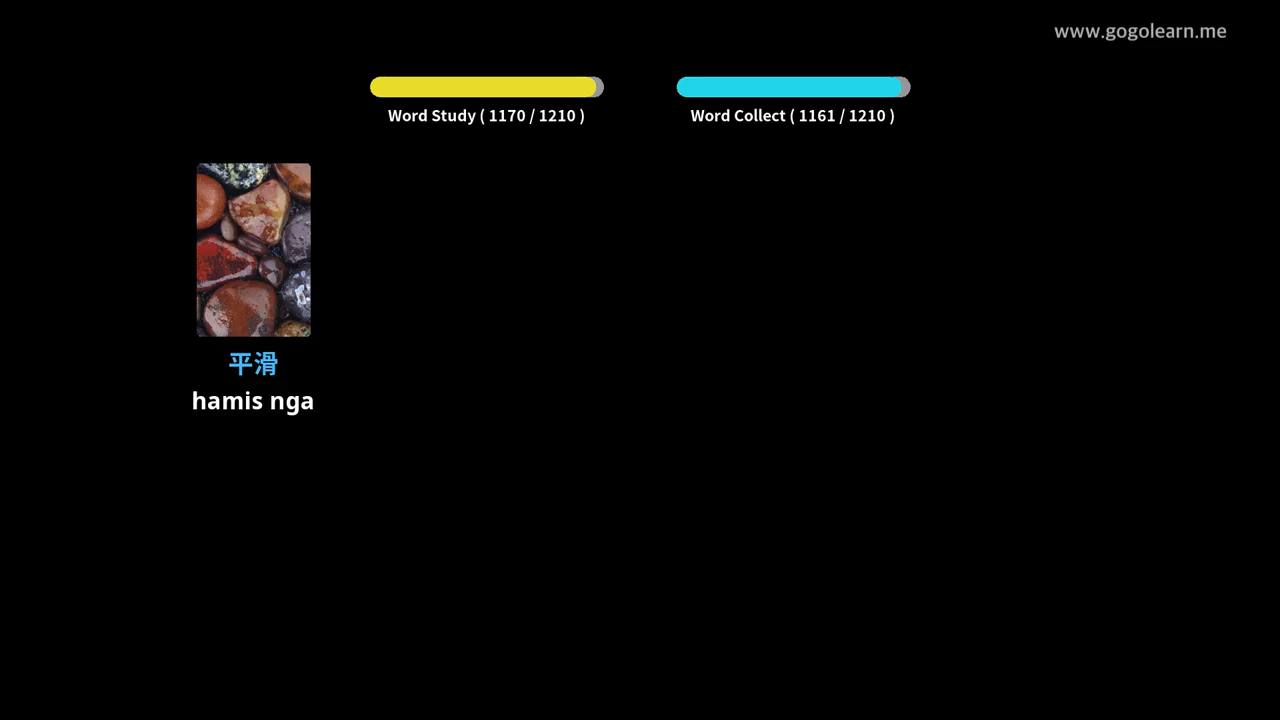 www.gogolearn.me
Word Study ( 1170 / 1210 )
Word Collect ( 1161 / 1210 )
平滑
hamis nga